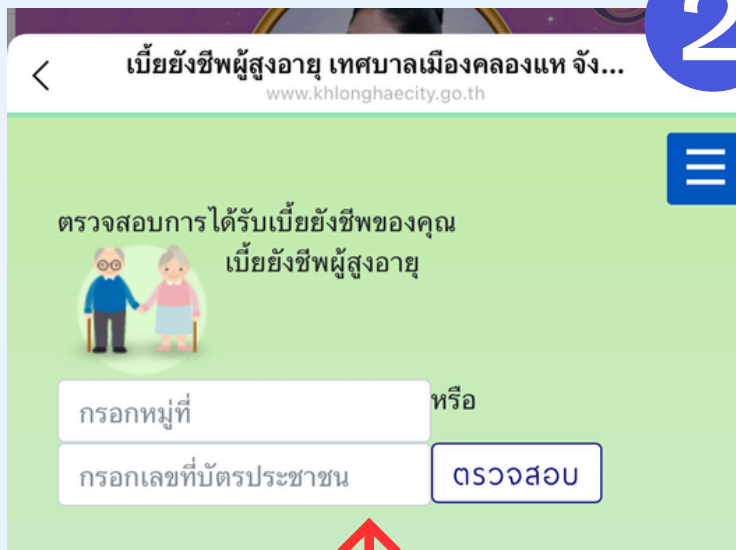 2
เบี้ยยังชีพผู้สูงอายุ เทศบาลเมืองคลองแห จัง...
www.khlonghaecity.go.th
ตรวจสอบการได้รับเบี้ยยังชีพของคุณ
เบี้ยยังชีพผู้สูงอายุ
กรอกหมู่ที่ หรือ
กรอกเลขที่บัตรประชาชน ตรวจสอบ